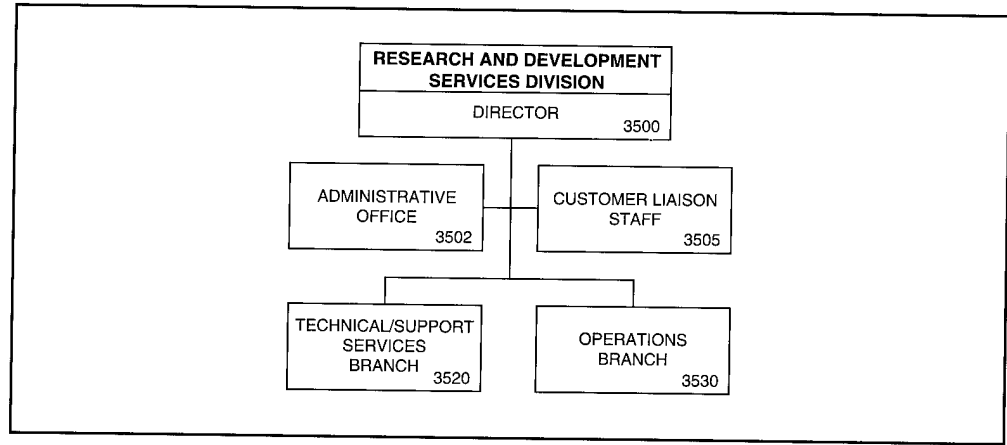 RESEARCH AND DEVELOPMENT
SERVICES DIVISION
DIRECTOR
3500
ADMINISTRATIVE
OFFICE
3502
CUSTOMER LIAISON
STAFF
3505
TECHNICAL/SUPPORT
SERVICES
BRANCH
3520
OPERATIONS
BRANCH
3530